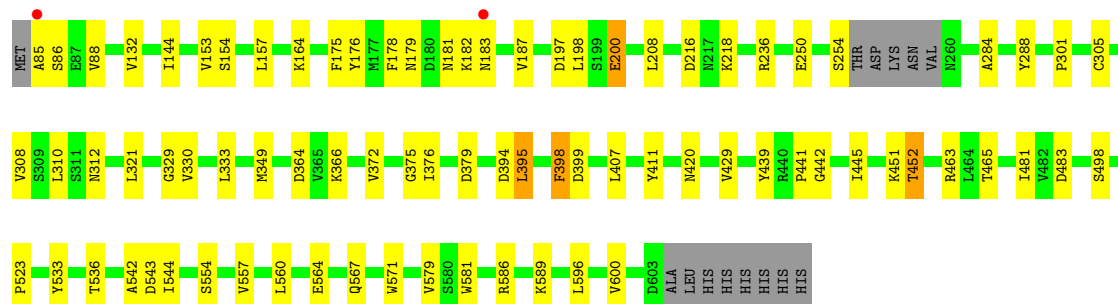 MET A85 S86 E87 V88 V132 I144 V153 S154 L157 K164 F175 Y176 M177 F178 N179 D180 N181 K182 N183 V187 D197 L198 S199 E200 L208 D216 N217 K218 R236 E250 S254 THR ASP LYS ASN VAL N260 A284 Y288 P301 C305
V308 S309 L310 S311 N312 L321 G329 V330 L333 M349 D364 V365 K366 V372 G375 I376 D379 D394 L395 F398 D399 L407 Y411 N420 V429 Y439 R440 P441 G442 I445 K451 T452 R463 L464 T465 I481 V482 D483 S498
P523 Y533 T536 A542 D543 I544 S554 V557 L560 E564 Q567 W571 V579 S580 W581 R586 K589 L596 V600 D603 ALA LEU HIS HIS HIS HIS HIS HIS